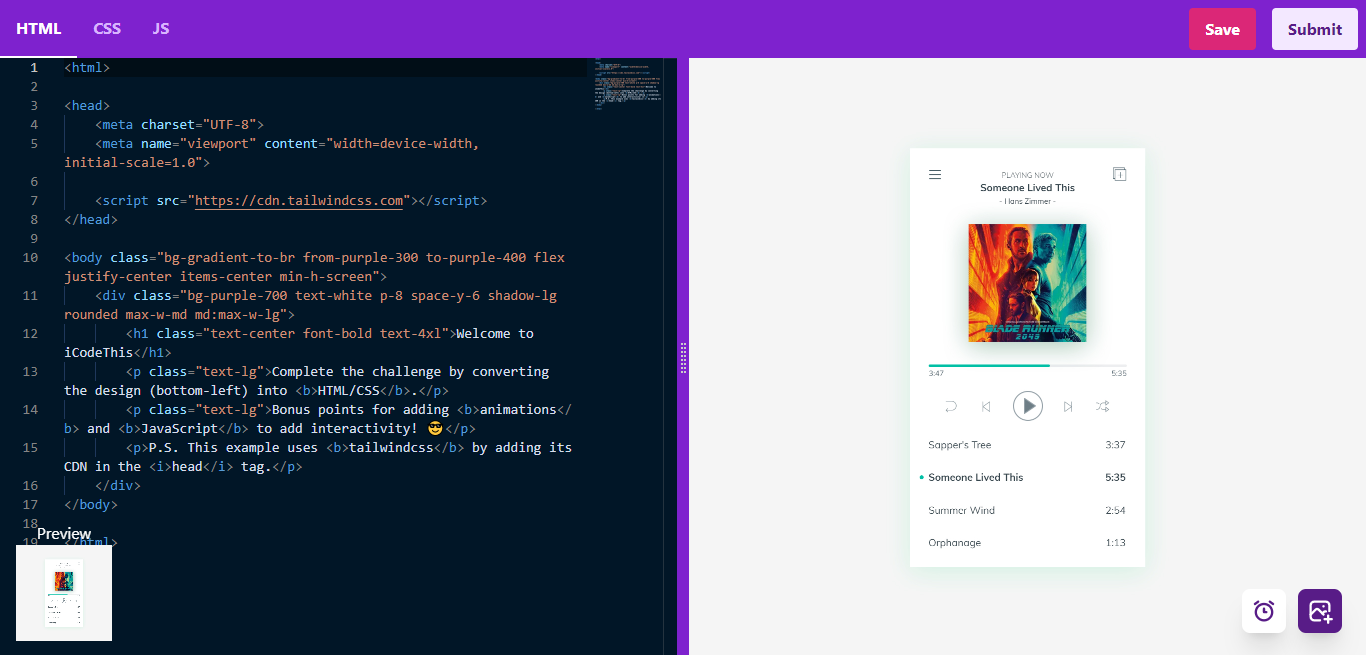 HTML CSS JS Save Submit
1 <html>
2
3 <head>
4 <meta charset="UTF-8">
5 <meta name="viewport" content="width=device-width,
initial-scale=1.0">
6
7 <script src="https://cdn.tailwindcss.com"></script>
8 </head>
9
10 <body class="bg-gradient-to-br from-purple-300 to-purple-400 flex
justify-center items-center min-h-screen">
11 <div class="bg-purple-700 text-white p-8 space-y-6 shadow-lg
rounded max-w-md md:max-w-lg">
12 <h1 class="text-center font-bold text-4xl">Welcome to
iCodeThis</h1>
13 <p class="text-lg">Complete the challenge by converting
the design (bottom-left) into <b>HTML/CSS</b>.</p>
14 <p class="text-lg">Bonus points for adding <b>animations</
b> and <b>JavaScript</b> to add interactivity! 😎</p>
15 <p>P.S. This example uses <b>tailwindcss</b> by adding its
CDN in the <i>head</i> tag.</p>
16 </div>
17 </body>
18
Preview
19 </html>
PLAYING NOW
Someone Lived This
- Hans Zimmer -
BLADE RUNNER
2049
3:47 5:35
Sapper's Tree 3:37
Someone Lived This 5:35
Summer Wind 2:54
Orphanage 1:13